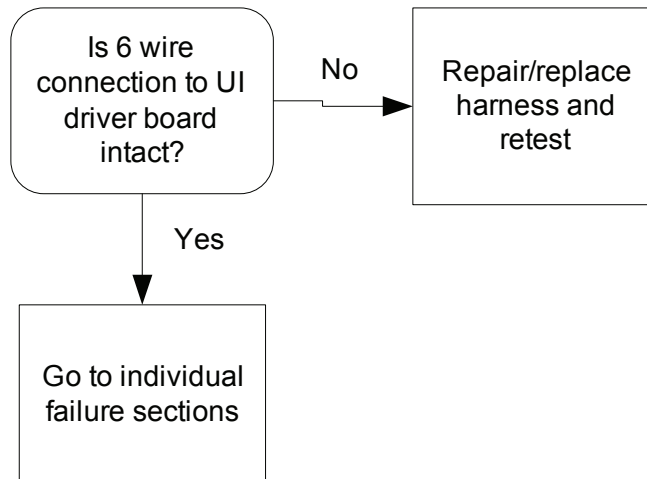 Is 6 wire
connection to UI
driver board
intact?
No
Repair/replace
harness and
retest
Yes
Go to individual
failure sections